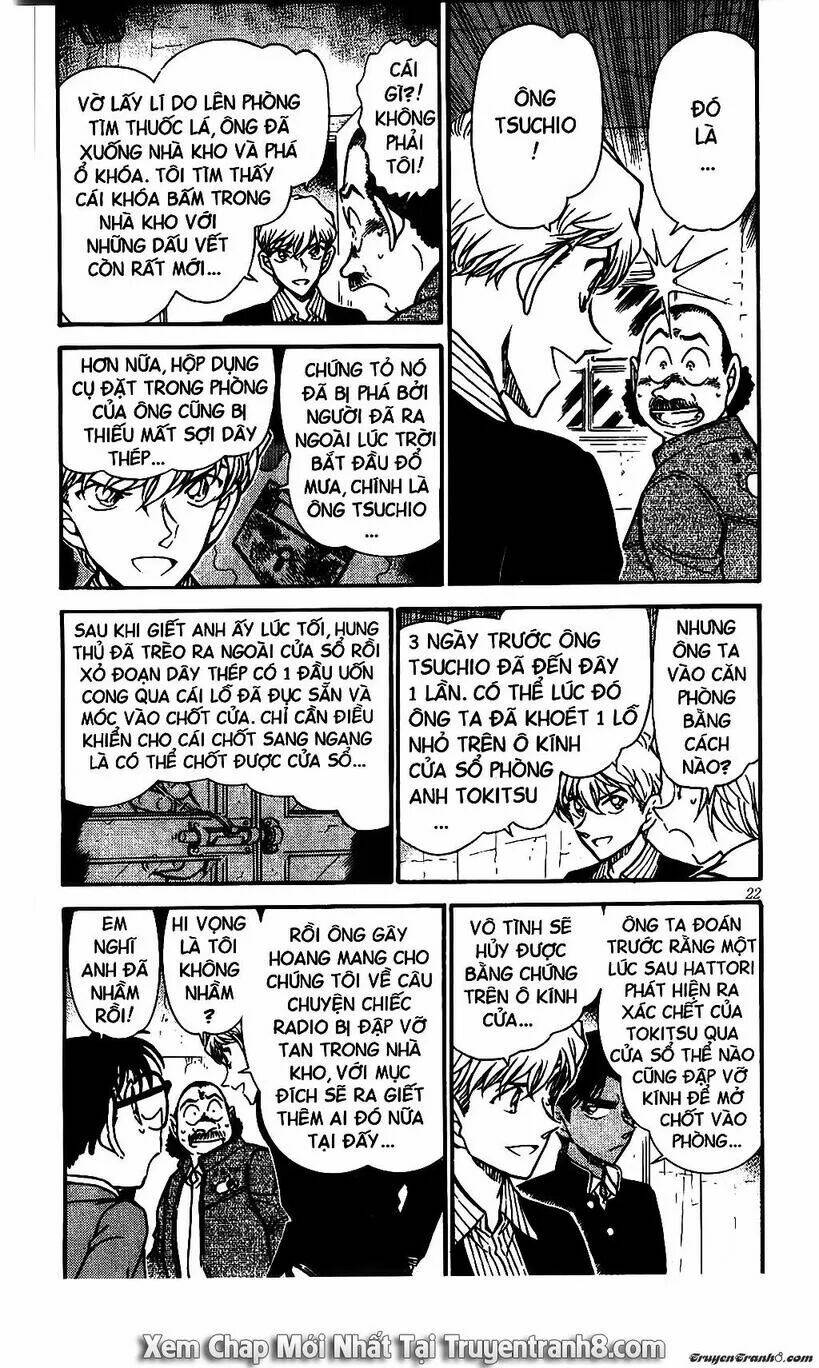 ĐÓ
LÀ
...
ÔNG
TSUCHIO
!
CÁI
GÌ?!
KHÔNG
PHẢI
TÔI!
VỜ LẤY LÍ DO LÊN PHÒNG
TÌM THUỐC LÁ, ÔNG ĐÃ
XUỐNG NHÀ KHO VÀ PHÁ
Ổ KHÓA. TÔI TÌM THẤY
CÁI KHÓA BẤM TRONG
NHÀ KHO VỚI
NHỮNG DẤU VẾT
CÒN RẤT MỚI...
CHỨNG TỎ NÓ
ĐÃ BỊ PHÁ BỞI
NGƯỜI ĐÃ RA
NGOÀI LÚC TRỜI
BẮT ĐẦU ĐỔ
MƯA, CHÍNH LÀ
ÔNG TSUCHIO
...
HƠN NỮA, HỘP DỤNG
CỤ ĐẶT TRONG PHÒNG
CỦA ÔNG CŨNG BỊ
THIẾU MẤT SỢI DÂY
THÉP...
NHƯNG
ÔNG TA
VÀO CĂN
PHÒNG
BẰNG
CÁCH
NÀO?
3 NGÀY TRƯỚC ÔNG
TSUCHIO ĐÃ ĐẾN ĐÂY
1 LẦN. CÓ THỂ LÚC ĐÓ
ÔNG TA ĐÃ KHOÉT 1 LỖ
NHỎ TRÊN Ô KÍNH
CỬA SỔ PHÒNG
ANH TOKITSU
...
SAU KHI GIẾT ANH ẤY LÚC TỐI, HUNG
THỦ ĐÃ TRÈO RA NGOÀI CỬA SỔ RỒI
XỎ ĐOẠN DÂY THÉP CÓ 1 ĐẦU UỐN
CONG QUA CÁI LỖ ĐÃ ĐỤC SẴN VÀ
MÓC VÀO CHỐT CỬA. CHỈ CẦN ĐIỀU
KHIỂN CHO CÁI CHỐT SANG NGANG
LÀ CÓ THỂ CHỐT ĐƯỢC CỬA SỔ...
22
ÔNG TA ĐOÁN
TRƯỚC RẰNG MỘT
LÚC SAU HATTORI
PHÁT HIỆN RA
XÁC CHẾT CỦA
TOKITSU QUA
CỬA SỔ THỂ NÀO
CŨNG ĐẬP VỠ
KÍNH ĐỂ MỞ
CHỐT VÀO
PHÒNG...
VÔ TÌNH SẼ
HỦY ĐƯỢC
BẰNG CHỨNG
TRÊN Ô KÍNH
CỬA...
RỒI ÔNG GÂY
HOANG MANG CHO
CHÚNG TÔI VỀ CÂU
CHUYỆN CHIẾC
RADIO BỊ ĐẬP VỠ
TAN TRONG NHÀ
KHO, VỚI MỤC
ĐÍCH SẼ RA GIẾT
THÊM AI ĐÓ NỮA
TẠI ĐẤY...
HI VỌNG
LÀ TÔI
KHÔNG
NHẦM
?
EM
NGHĨ
ANH ĐÃ
NHẦM
RỒI!
Xem Chap Mới Nhất Tại Truyentranh8.com
TruyenTranh8.com